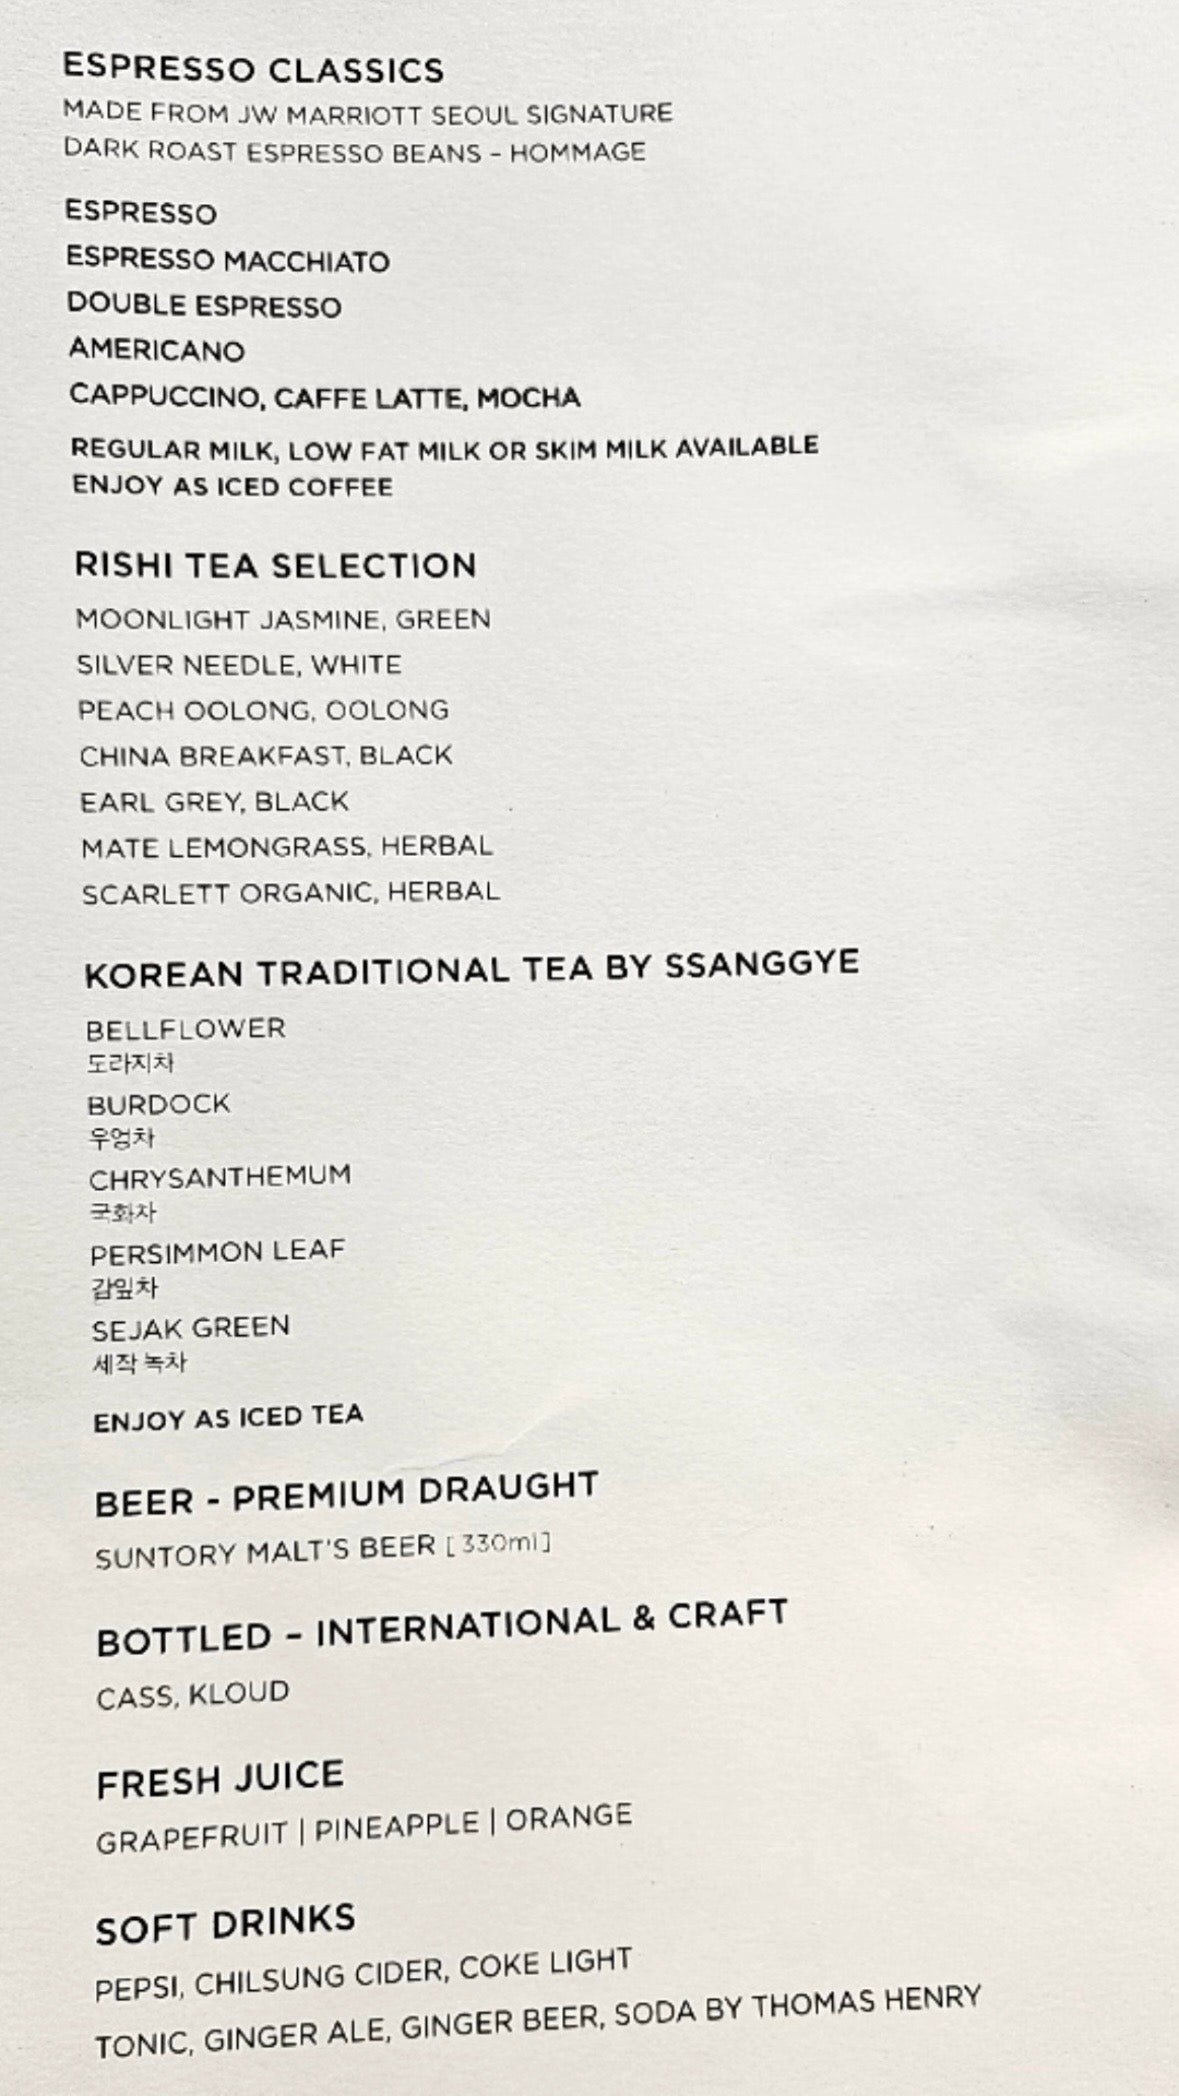 ESPRESSO CLASSICS
MADE FROM JW MARRIOTT SEOUL SIGNATURE
DARK ROAST ESPRESSO BEANS – HOMMAGE
ESPRESSO
ESPRESSO MACCHIATO
DOUBLE ESPRESSO
AMERICANO
CAPPUCCINO, CAFFE LATTE, MOCHA
REGULAR MILK, LOW FAT MILK OR SKIM MILK AVAILABLE
ENJOY AS ICED COFFEE
RISHI TEA SELECTION
MOONLIGHT JASMINE, GREEN
SILVER NEEDLE, WHITE
PEACH OOLONG, OOLONG
CHINA BREAKFAST, BLACK
EARL GREY, BLACK
MATE LEMONGRASS, HERBAL
SCARLETT ORGANIC, HERBAL
KOREAN TRADITIONAL TEA BY SSANGGYE
BELLFLOWER
도라지차
BURDOCK
우엉차
CHRYSANTHEMUM
국화차
PERSIMMON LEAF
감잎차
SEJAK GREEN
세작 녹차
ENJOY AS ICED TEA
BEER - PREMIUM DRAUGHT
SUNTORY MALT'S BEER [ 330ml ]
BOTTLED – INTERNATIONAL & CRAFT
CASS, KLOUD
FRESH JUICE
GRAPEFRUIT | PINEAPPLE | ORANGE
SOFT DRINKS
PEPSI, CHILSUNG CIDER, COKE LIGHT
TONIC, GINGER ALE, GINGER BEER, SODA BY THOMAS HENRY